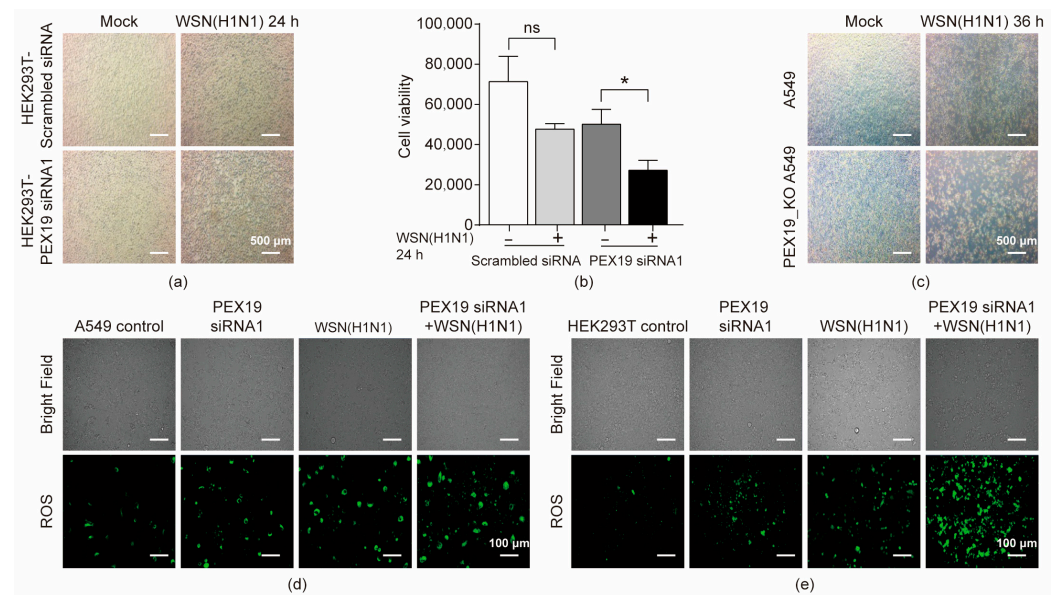 Mock
WSN(H1N1) 24 h
HEK293T-
Scrambled siRNA
HEK293T-
PEX19 siRNA1
500 μm
(a)
Cell viability
100,000
80,000
60,000
40,000
20,000
0
ns
*
WSN(H1N1)
24 h
– + – +
Scrambled siRNA
PEX19 siRNA1
(b)
Mock
WSN(H1N1) 36 h
A549
PEX19_KO A549
500 μm
(c)
A549 control
PEX19
siRNA1
WSN(H1N1)
PEX19 siRNA1
+WSN(H1N1)
Bright Field
ROS
100 μm
(d)
HEK293T control
PEX19
siRNA1
WSN(H1N1)
PEX19 siRNA1
+WSN(H1N1)
Bright Field
ROS
100 μm
(e)